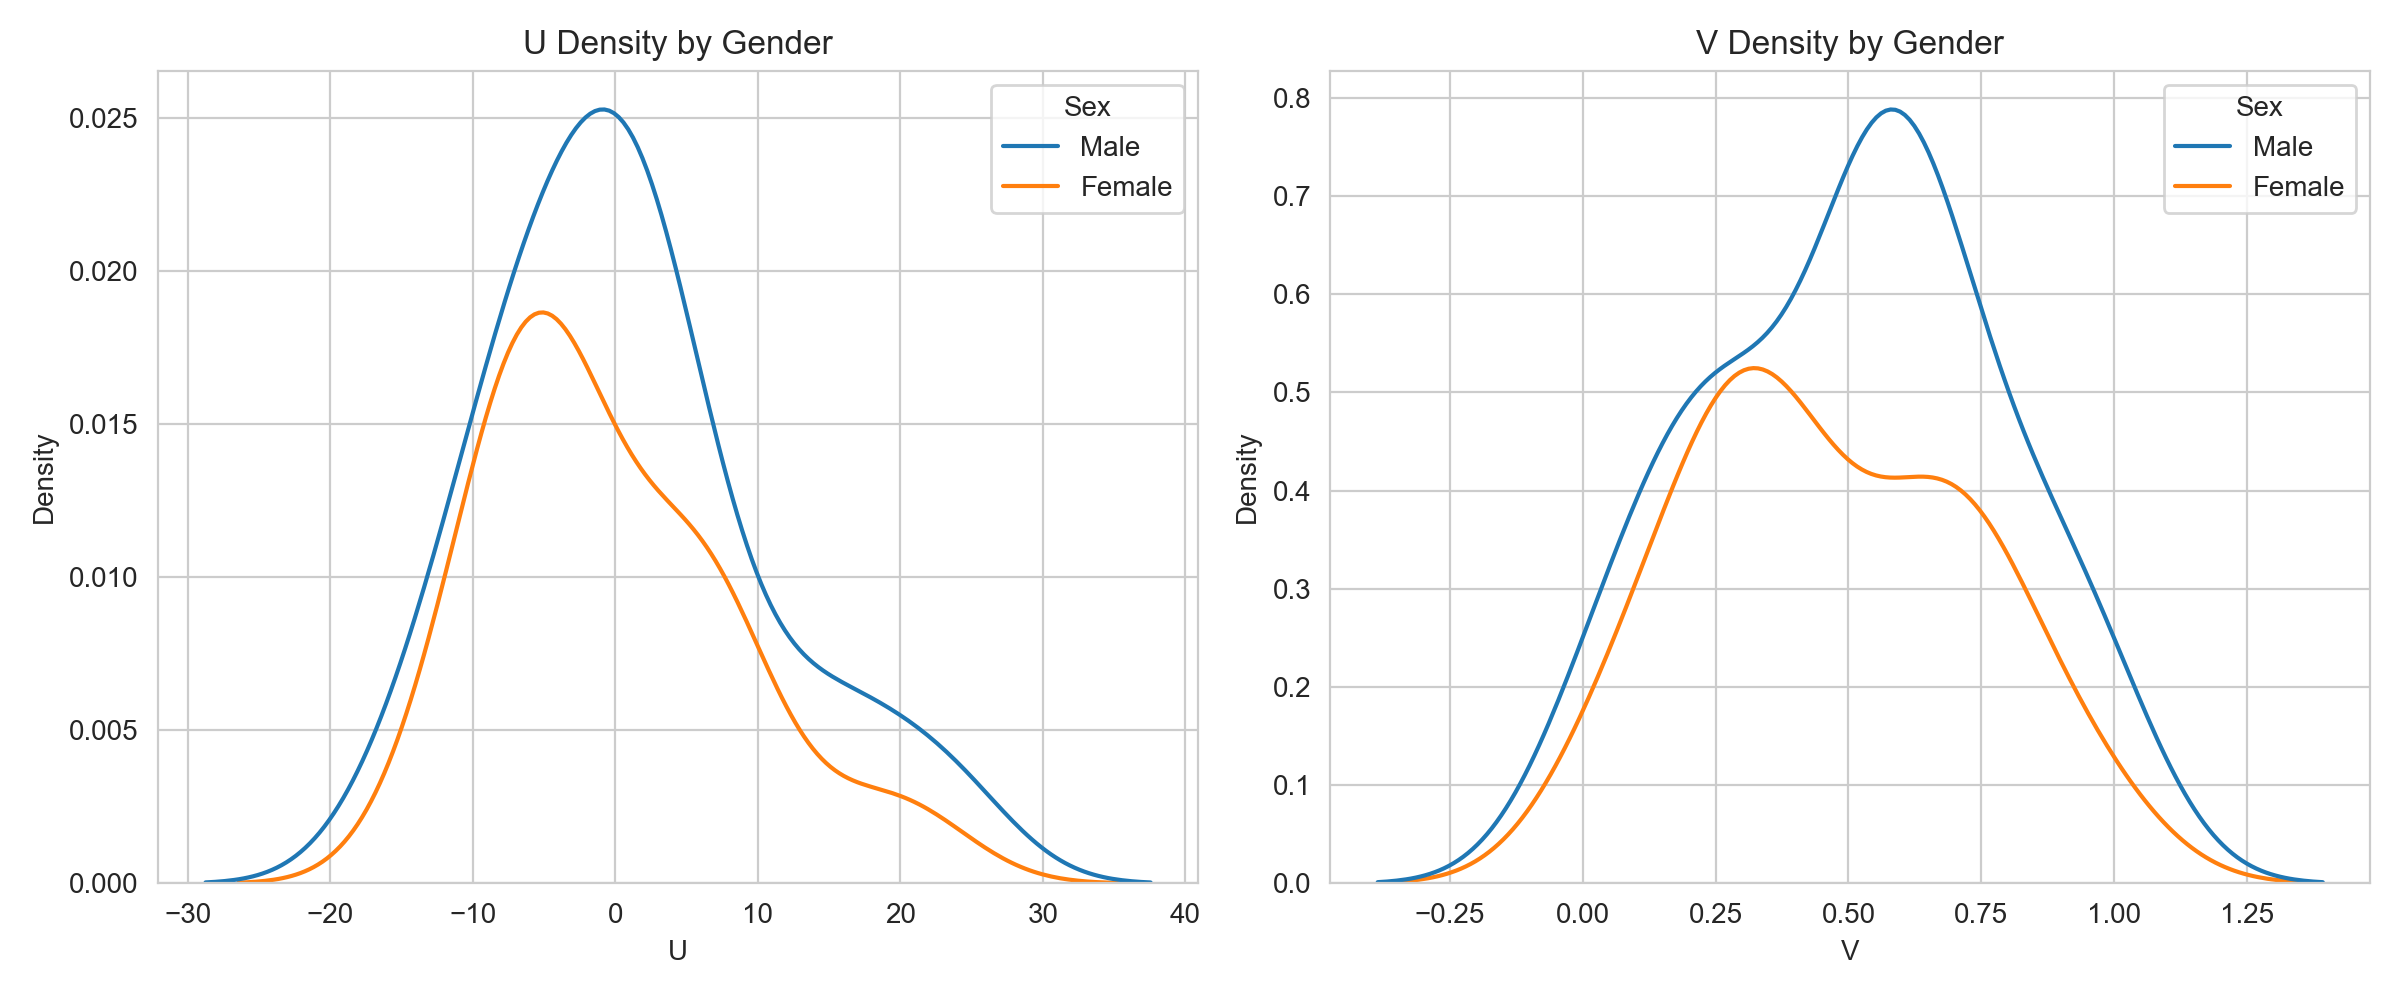 U Density by Gender
Density
0.025
0.020
0.015
0.010
0.005
0.000
−30 −20 −10 0 10 20 30 40
U
Sex
Male
Female
V Density by Gender
Density
0.8
0.7
0.6
0.5
0.4
0.3
0.2
0.1
0.0
−0.25 0.00 0.25 0.50 0.75 1.00 1.25
V
Sex
Male
Female